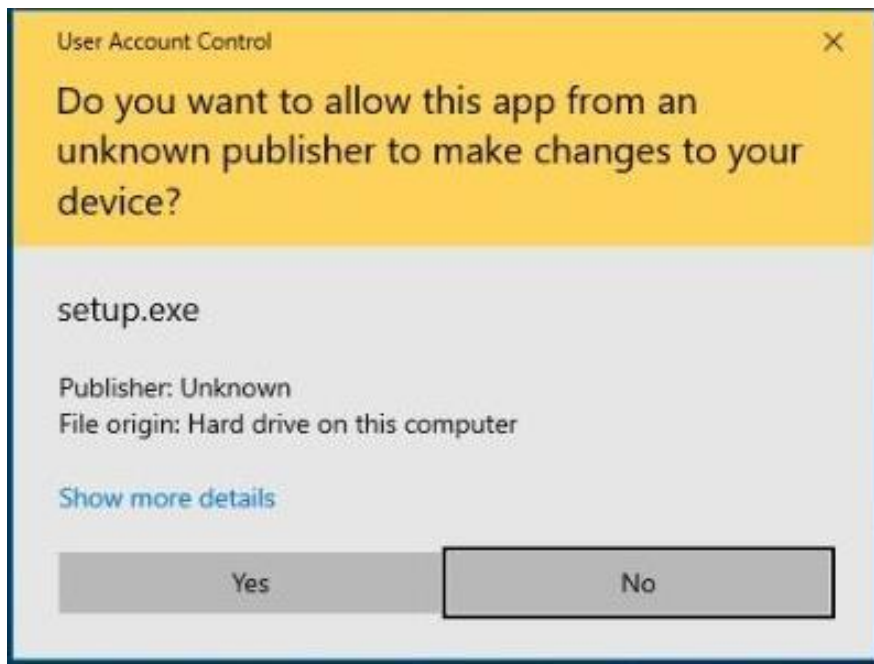 User Account Control
Do you want to allow this app from an
unknown publisher to make changes to your
device?
setup.exe
Publisher: Unknown
File origin: Hard drive on this computer
Show more details
Yes
No